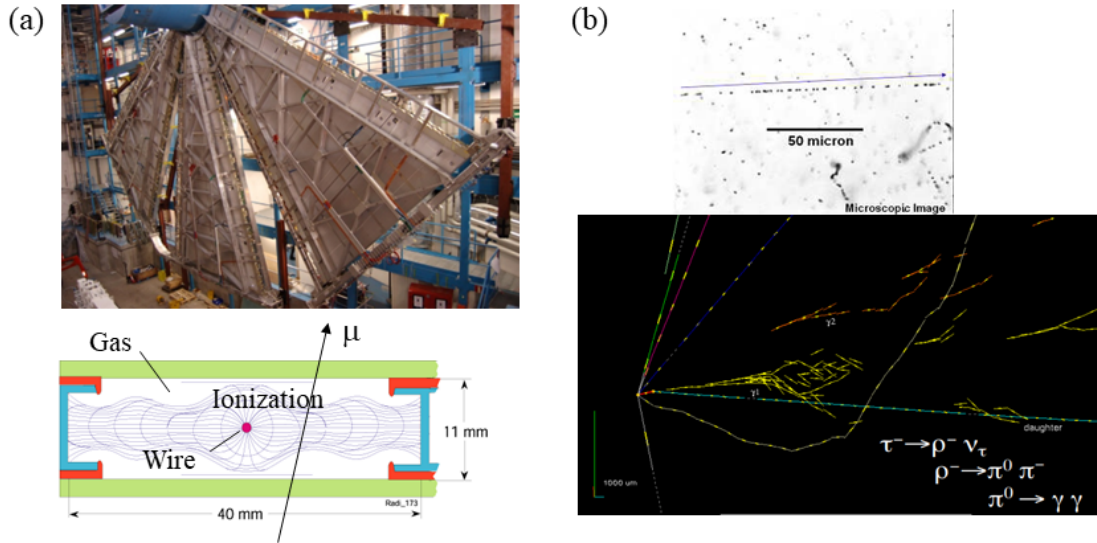 (a)
Gas
μ
Ionization
Wire
11 mm
Radi_173
40 mm
(b)
50 micron
Microscopic Image
γ2
γ1
daughter
1000 um
τ⁻→ρ⁻ ν_τ
ρ⁻→π⁰ π⁻
π⁰ → γ γ